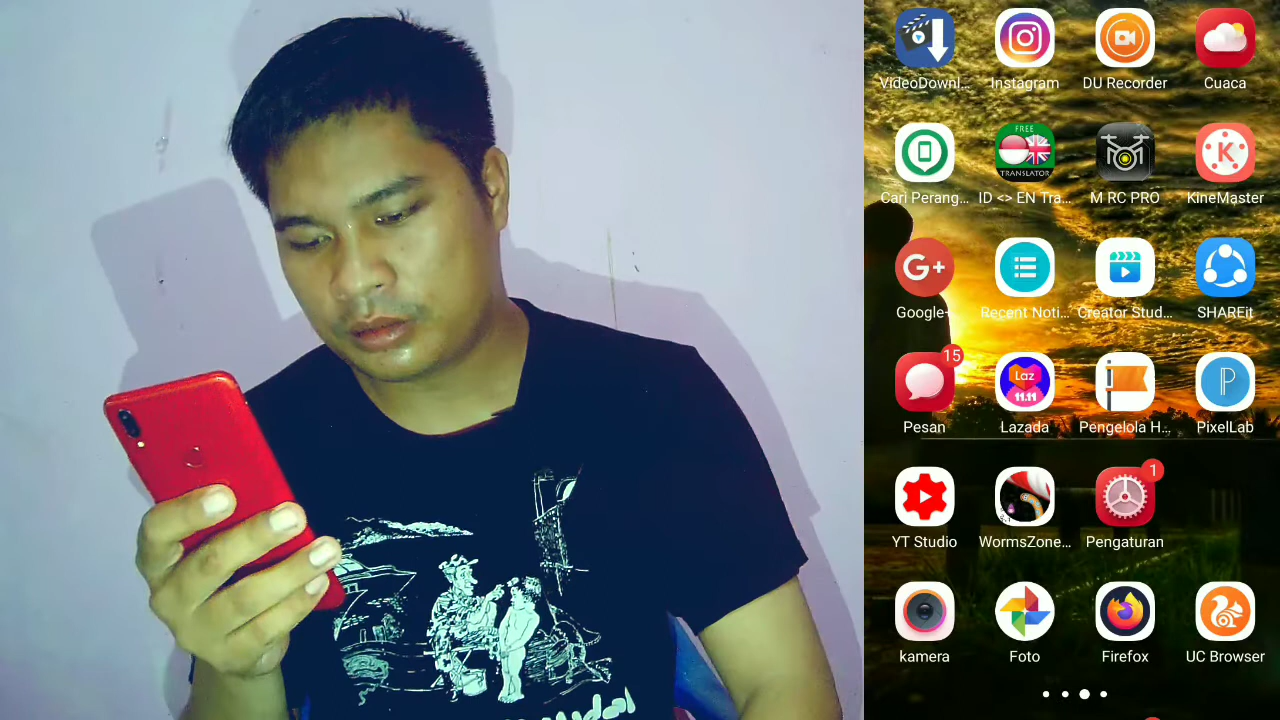 VideoDownl...
Instagram
DU Recorder
Cuaca
FREE
TRANSLATOR
Cari Perang...
ID <> EN Tra...
M RC PRO
KineMaster
G+
Google+
Recent Noti...
Creator Stud...
SHAREit
15
Laz
11.11
Pesan
Lazada
Pengelola H...
PixelLab
1
YT Studio
WormsZone...
Pengaturan
kamera
Foto
Firefox
UC Browser